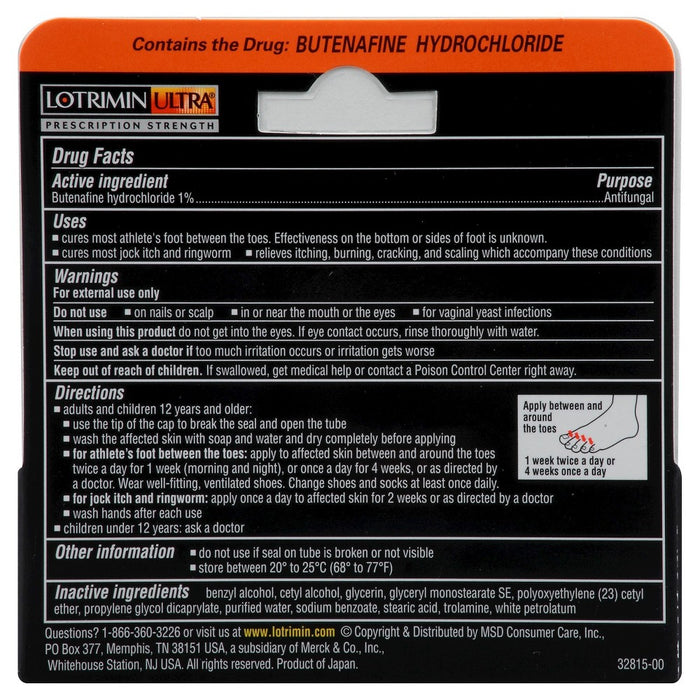 Contains the Drug: BUTENAFINE HYDROCHLORIDE
LOTRIMIN ULTRA®
PRESCRIPTION STRENGTH
Drug Facts
Active ingredient Purpose
Butenafine hydrochloride 1%..........Antifungal
Uses
▪ cures most athlete's foot between the toes. Effectiveness on the bottom or sides of foot is unknown.
▪ cures most jock itch and ringworm ▪ relieves itching, burning, cracking, and scaling which accompany these conditions
Warnings
For external use only
Do not use ▪ on nails or scalp ▪ in or near the mouth or the eyes ▪ for vaginal yeast infections
When using this product do not get into the eyes. If eye contact occurs, rinse thoroughly with water.
Stop use and ask a doctor if too much irritation occurs or irritation gets worse
Keep out of reach of children. If swallowed, get medical help or contact a Poison Control Center right away.
Directions
▪ adults and children 12 years and older:
▪ use the tip of the cap to break the seal and open the tube
▪ wash the affected skin with soap and water and dry completely before applying
▪ for athlete's foot between the toes: apply to affected skin between and around the toes
twice a day for 1 week (morning and night), or once a day for 4 weeks, or as directed by
a doctor. Wear well-fitting, ventilated shoes. Change shoes and socks at least once daily.
▪ for jock itch and ringworm: apply once a day to affected skin for 2 weeks or as directed by a doctor
▪ wash hands after each use
▪ children under 12 years: ask a doctor
Apply between and
around
the toes
1 week twice a day or
4 weeks once a day
Other information ▪ do not use if seal on tube is broken or not visible
▪ store between 20° to 25°C (68° to 77°F)
Inactive ingredients benzyl alcohol, cetyl alcohol, glycerin, glyceryl monostearate SE, polyoxyethylene (23) cetyl
ether, propylene glycol dicaprylate, purified water, sodium benzoate, stearic acid, trolamine, white petrolatum
Questions? 1-866-360-3226 or visit us at www.lotrimin.com © Copyright & Distributed by MSD Consumer Care, Inc.,
PO Box 377, Memphis, TN 38151 USA, a subsidiary of Merck & Co., Inc.,
Whitehouse Station, NJ USA. All rights reserved. Product of Japan. 32815-00